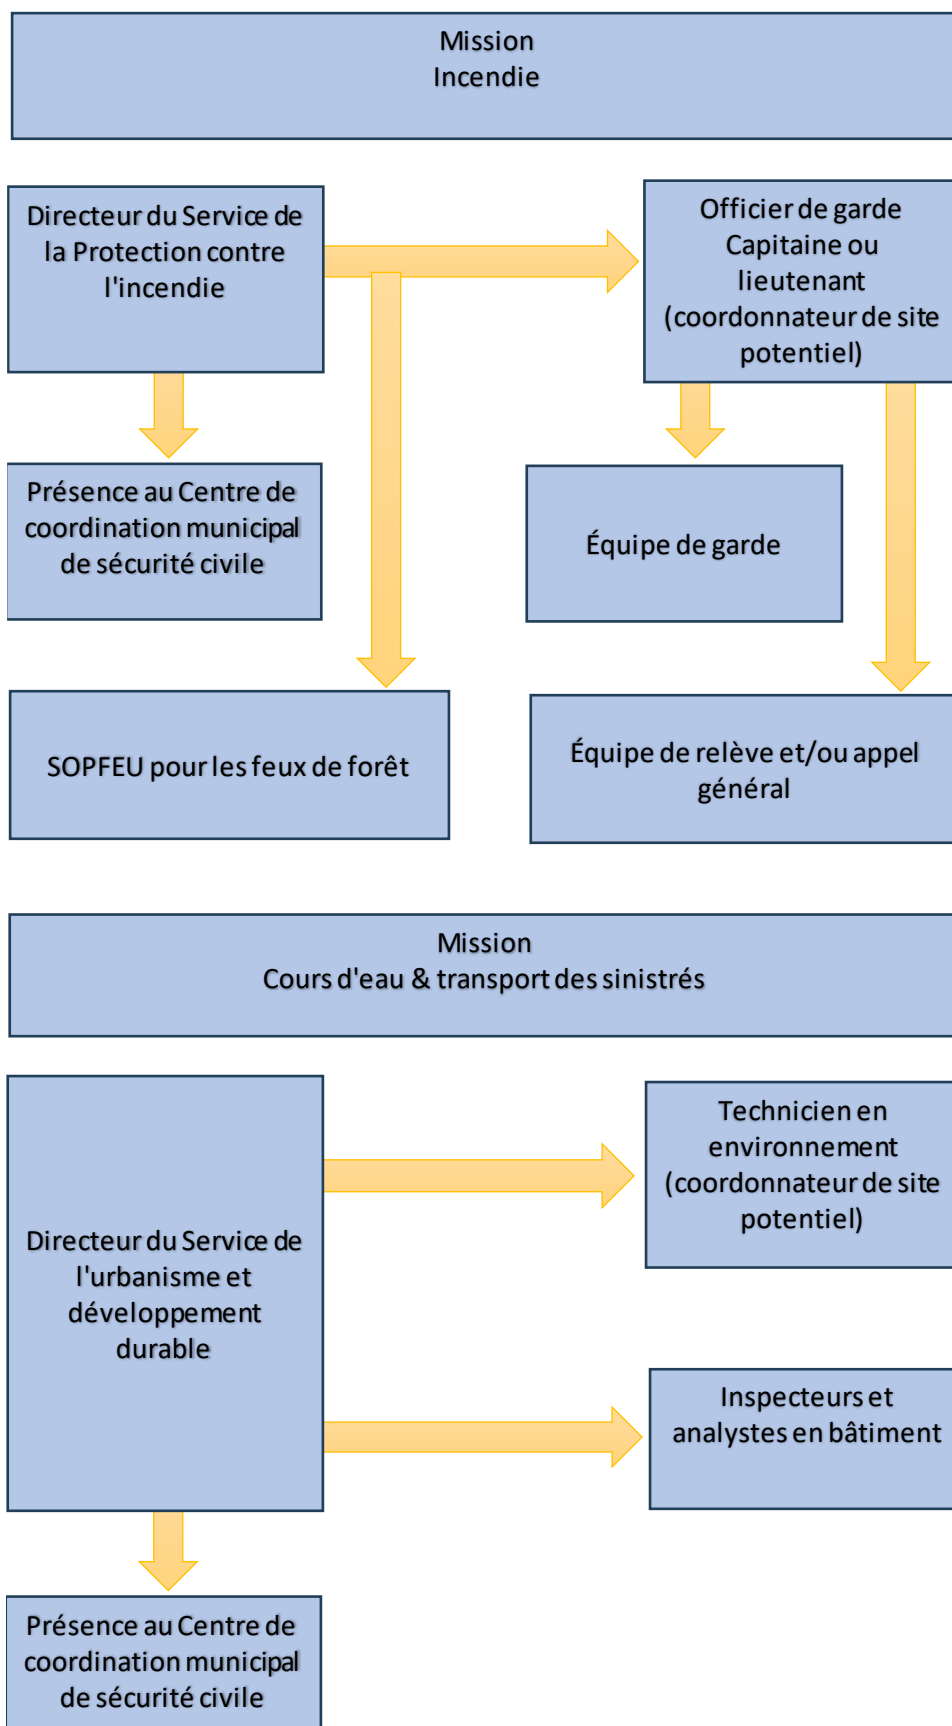 Mission
Incendie
Directeur du Service de
la Protection contre
l'incendie
Officier de garde
Capitaine ou
lieutenant
(coordonnateur de site
potentiel)
Présence au Centre de
coordination municipal
de sécurité civile
Équipe de garde
SOPFEU pour les feux de forêt
Équipe de relève et/ou appel
général
Mission
Cours d'eau & transport des sinistrés
Directeur du Service de
l'urbanisme et
développement
durable
Technicien en
environnement
(coordonnateur de site
potentiel)
Inspecteurs et
analystes en bâtiment
Présence au Centre de
coordination municipal
de sécurité civile